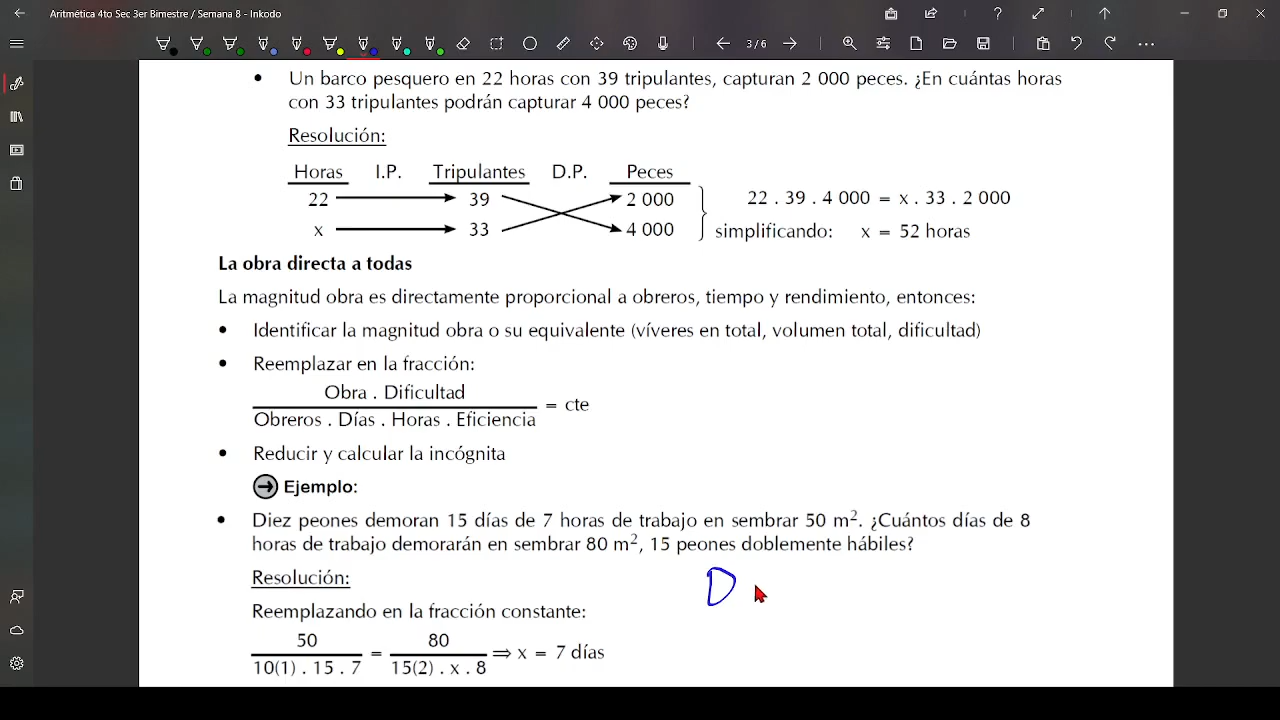 Aritmética 4to Sec 3er Bimestre / Semana 8 - Inkodo
3/6
• Un barco pesquero en 22 horas con 39 tripulantes, capturan 2 000 peces. ¿En cuántas horas
con 33 tripulantes podrán capturar 4 000 peces?
Resolución:
Horas I.P. Tripulantes D.P. Peces
22 39 2 000 22 . 39 . 4 000 = x . 33 . 2 000
x 33 4 000 simplificando: x = 52 horas
La obra directa a todas
La magnitud obra es directamente proporcional a obreros, tiempo y rendimiento, entonces:
• Identificar la magnitud obra o su equivalente (víveres en total, volumen total, dificultad)
• Reemplazar en la fracción:
Obra . Dificultad
= cte
Obreros . Días . Horas . Eficiencia
• Reducir y calcular la incógnita
Ejemplo:
• Diez peones demoran 15 días de 7 horas de trabajo en sembrar 50 m². ¿Cuántos días de 8
horas de trabajo demorarán en sembrar 80 m², 15 peones doblemente hábiles?
D
Resolución:
Reemplazando en la fracción constante:
50 80
= ⇒ x = 7 días
10(1) . 15 . 7 15(2) . x . 8